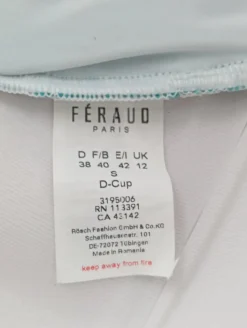 FÉRAUD
PARIS
D F/B E/I UK
38 40 42 12
S
D-Cup
3195006
RN 113391
CA 43142
Rösch Fashion GmbH & Co.KG
Schaffhausenstr. 101
DE-72072 Tübingen
Made in Romania
keep away from fire